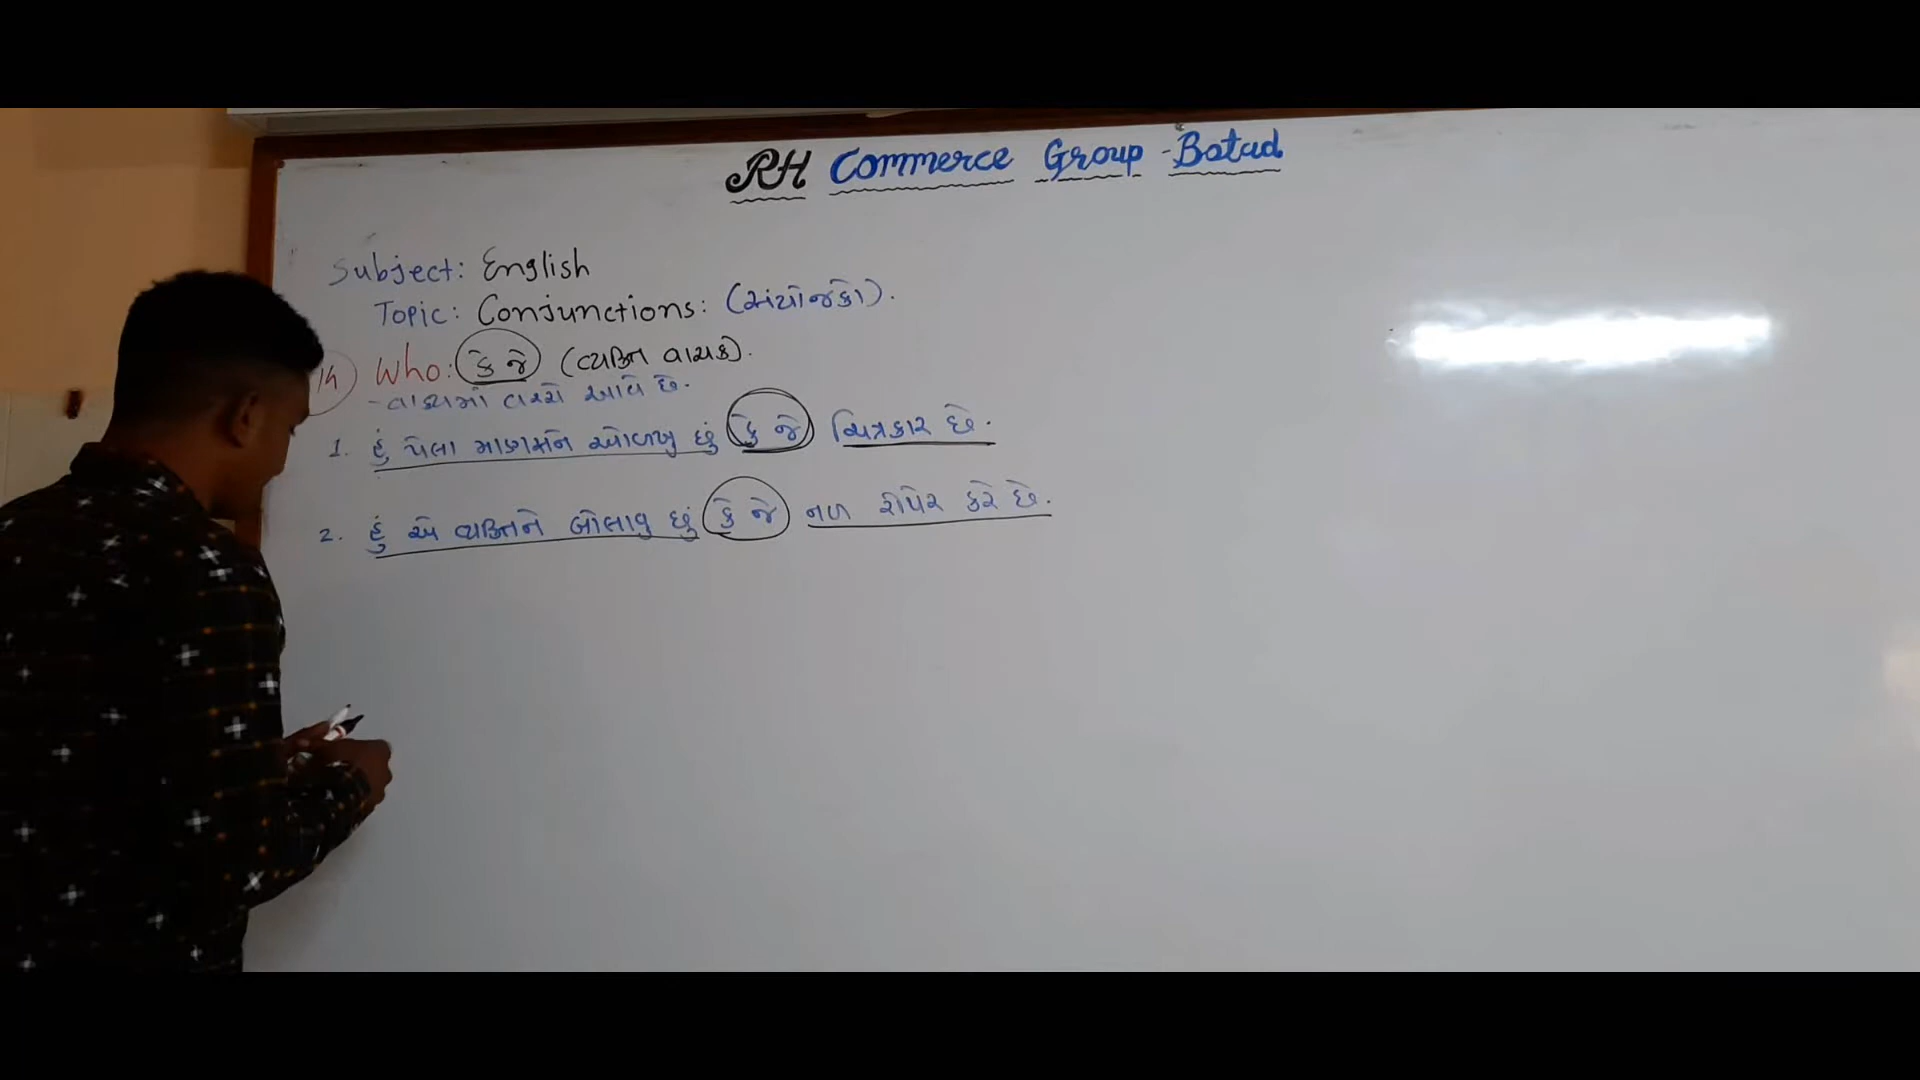 RH Commerce Group - Botad
Subject: English
Topic: Conjunctions: (સંયોજકો).
14 Who: કે જે (વ્યકિત વાચક).
- વાક્યમાં વચ્ચે આવે છે.
1. હું પેલા માણસને ઓળખુ છું કે જે ચિત્રકાર છે.
2. હું એ વ્યકિતને બોલાવુ છું કે જે નળ રીપેર કરે છે.